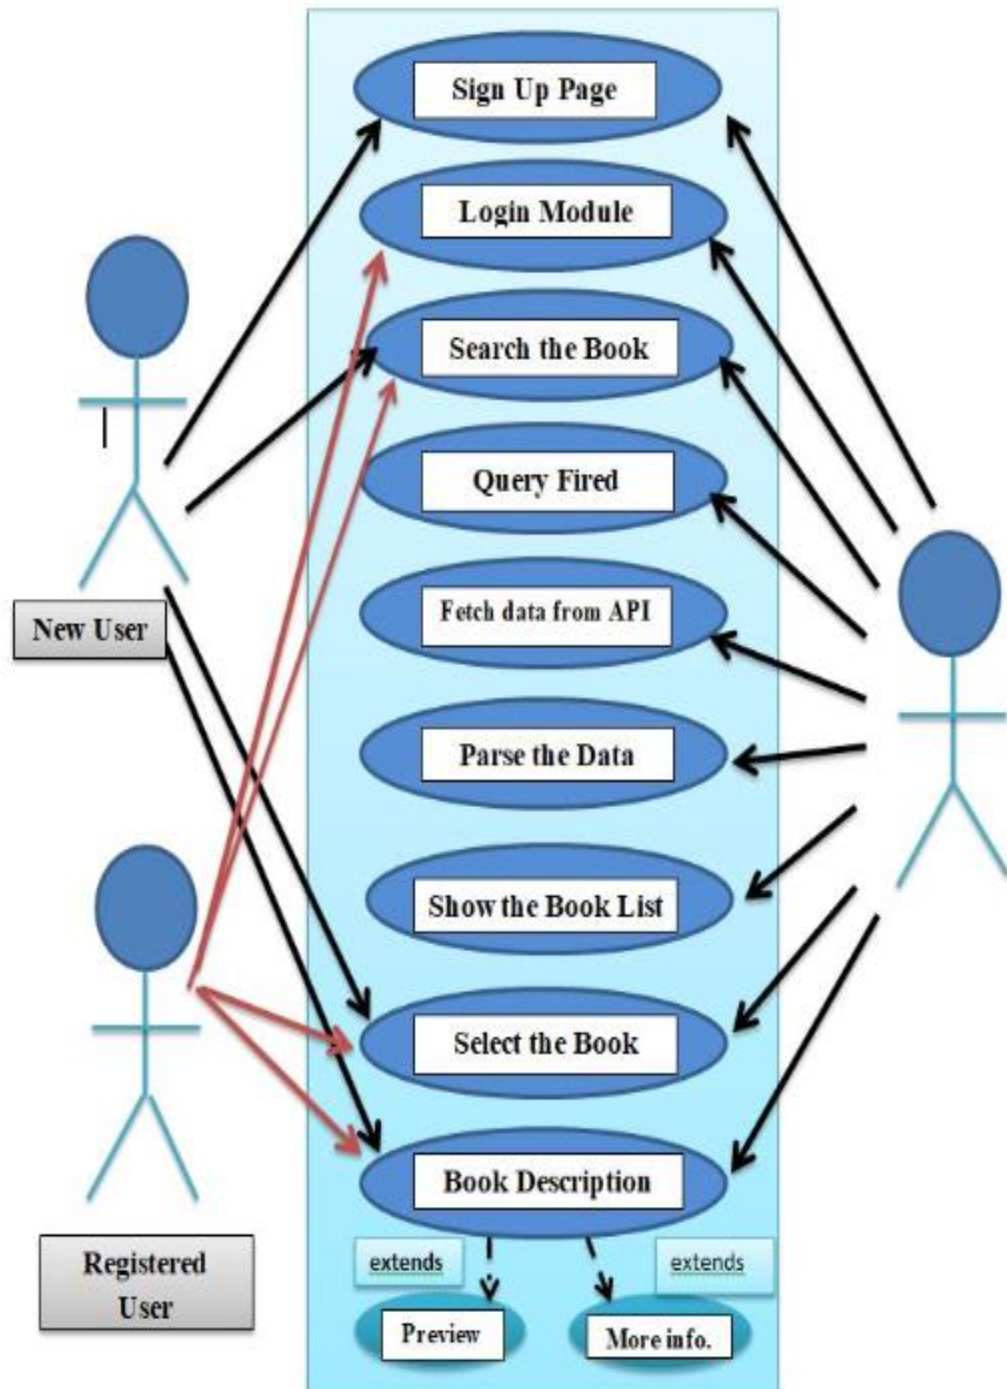 Sign Up Page
Login Module
Search the Book
Query Fired
New User
Fetch data from API
Parse the Data
Show the Book List
Select the Book
Book Description
Registered
User
extends
extends
Preview
More info.